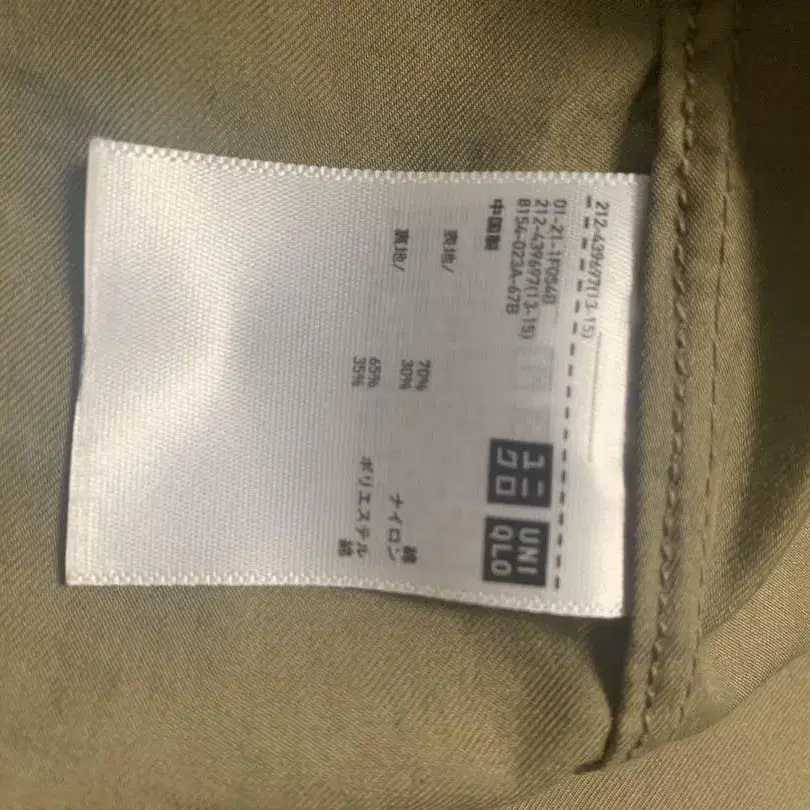 212-439697(13-15)
01-21-1F054B
212-439697(13-15)
8154-023A-67B
ユニ
クロ
UNI
QLO
中国製
表地/ 70% 綿
30% ナイロン
裏地/ 65% ポリエステル
35% 綿